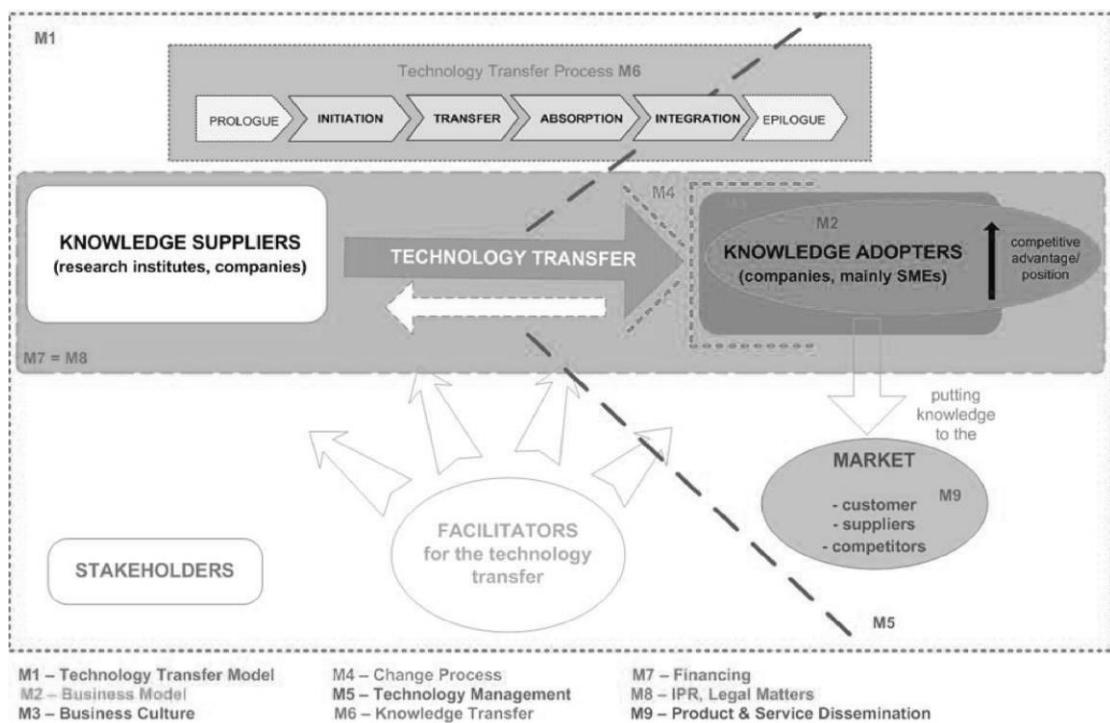 M1
Technology Transfer Process M6
PROLOGUE
INITIATION
TRANSFER
ABSORPTION
INTEGRATION
EPILOGUE
KNOWLEDGE SUPPLIERS
(research institutes, companies)
TECHNOLOGY TRANSFER
M4
M3
M2
KNOWLEDGE ADOPTERS
(companies, mainly SMEs)
competitive
advantage/
position
M7 = M8
putting
knowledge
to the
MARKET
- customer
- suppliers
- competitors
M9
FACILITATORS
for the technology
transfer
STAKEHOLDERS
M5
M1 – Technology Transfer Model
M2 – Business Model
M3 – Business Culture
M4 – Change Process
M5 – Technology Management
M6 – Knowledge Transfer
M7 – Financing
M8 – IPR, Legal Matters
M9 – Product & Service Dissemination